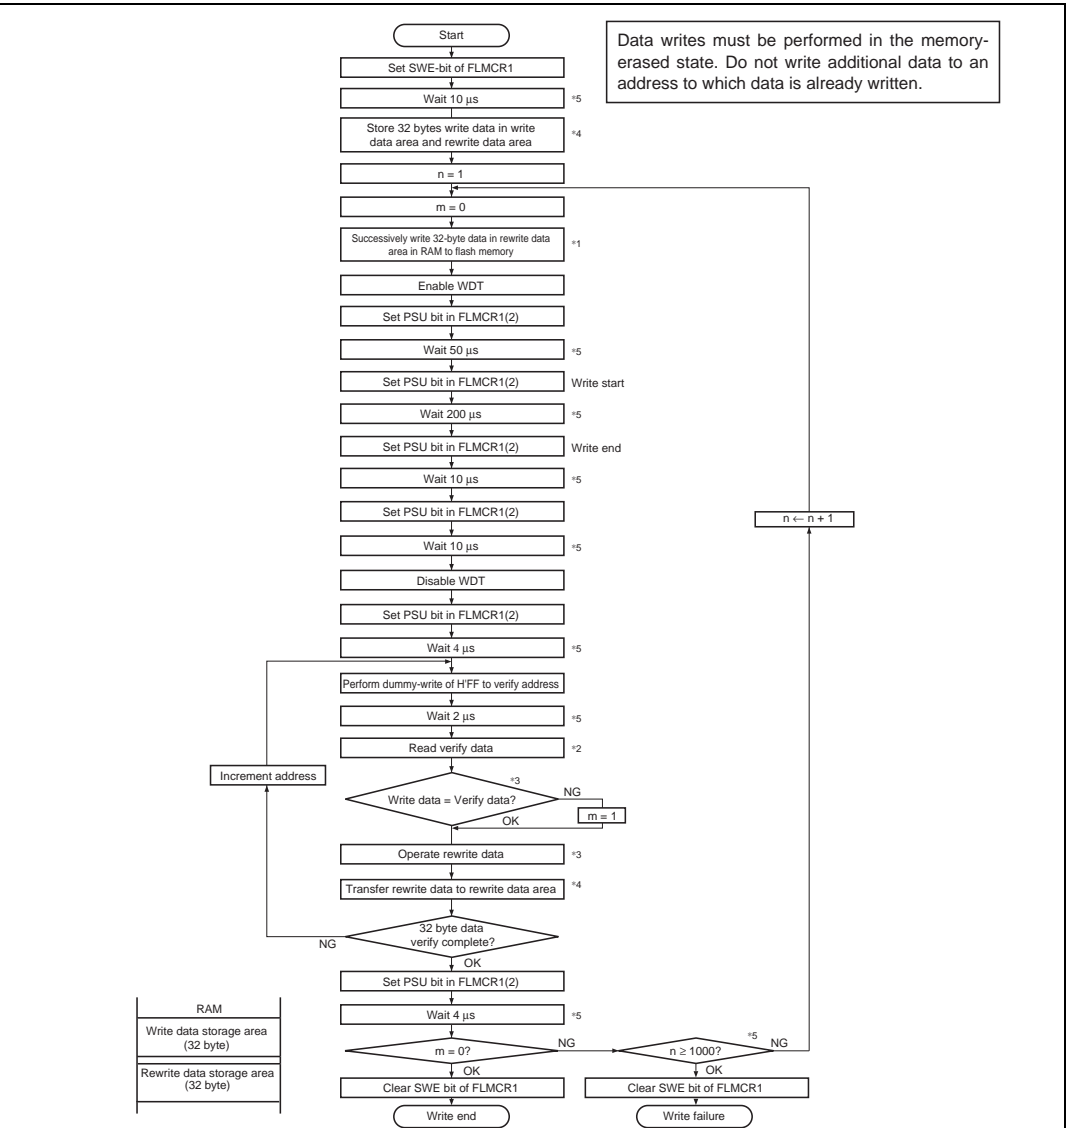 Start
Data writes must be performed in the memory-
erased state. Do not write additional data to an
address to which data is already written.
Set SWE-bit of FLMCR1
Wait 10 μs *5
Store 32 bytes write data in write
data area and rewrite data area *4
n = 1
m = 0
Successively write 32-byte data in rewrite data
area in RAM to flash memory *1
Enable WDT
Set PSU bit in FLMCR1(2)
Wait 50 μs *5
Set PSU bit in FLMCR1(2) Write start
Wait 200 μs *5
Set PSU bit in FLMCR1(2) Write end
Wait 10 μs *5
Set PSU bit in FLMCR1(2)
n ← n + 1
Wait 10 μs *5
Disable WDT
Set PSU bit in FLMCR1(2)
Wait 4 μs *5
Perform dummy-write of H'FF to verify address
Wait 2 μs *5
Read verify data *2
Increment address
*3
Write data = Verify data? NG
m = 1
OK
Operate rewrite data *3
Transfer rewrite data to rewrite data area *4
32 byte data
verify complete?
NG
OK
Set PSU bit in FLMCR1(2)
Wait 4 μs *5
RAM
Write data storage area
(32 byte)
Rewrite data storage area
(32 byte)
m = 0? NG
*5
n ≥ 1000? NG
OK
OK
Clear SWE bit of FLMCR1
Clear SWE bit of FLMCR1
Write end
Write failure